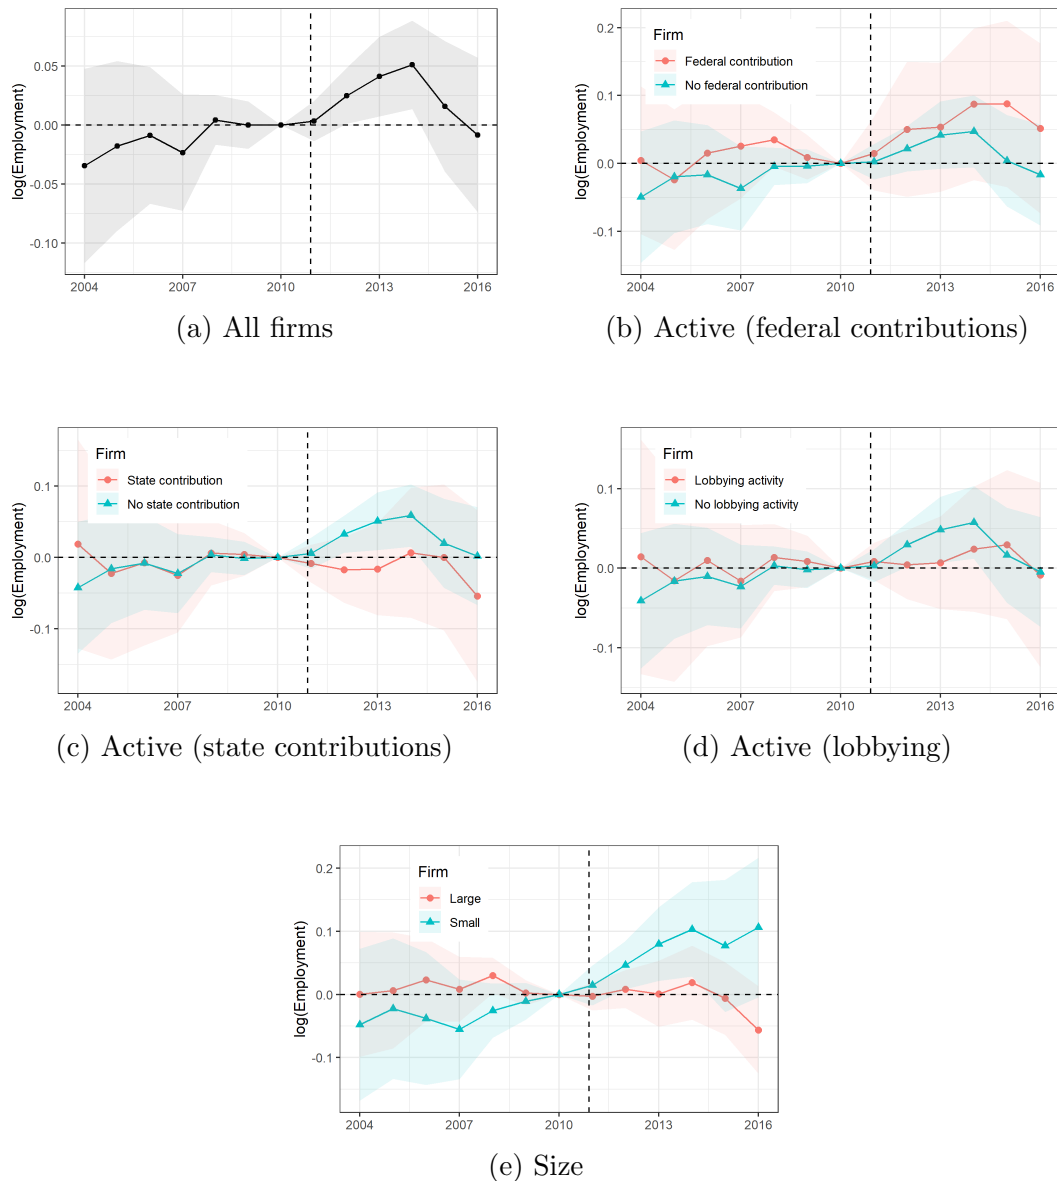 log(Employment)
0.05
0.00
-0.05
-0.10
2004 2007 2010 2013 2016
(a) All firms
log(Employment)
0.2
0.1
0.0
-0.1
Firm
Federal contribution
No federal contribution
2004 2007 2010 2013 2016
(b) Active (federal contributions)
log(Employment)
0.1
0.0
-0.1
Firm
State contribution
No state contribution
2004 2007 2010 2013 2016
(c) Active (state contributions)
log(Employment)
0.1
0.0
-0.1
Firm
Lobbying activity
No lobbying activity
2004 2007 2010 2013 2016
(d) Active (lobbying)
log(Employment)
0.2
0.1
0.0
-0.1
Firm
Large
Small
2004 2007 2010 2013 2016
(e) Size